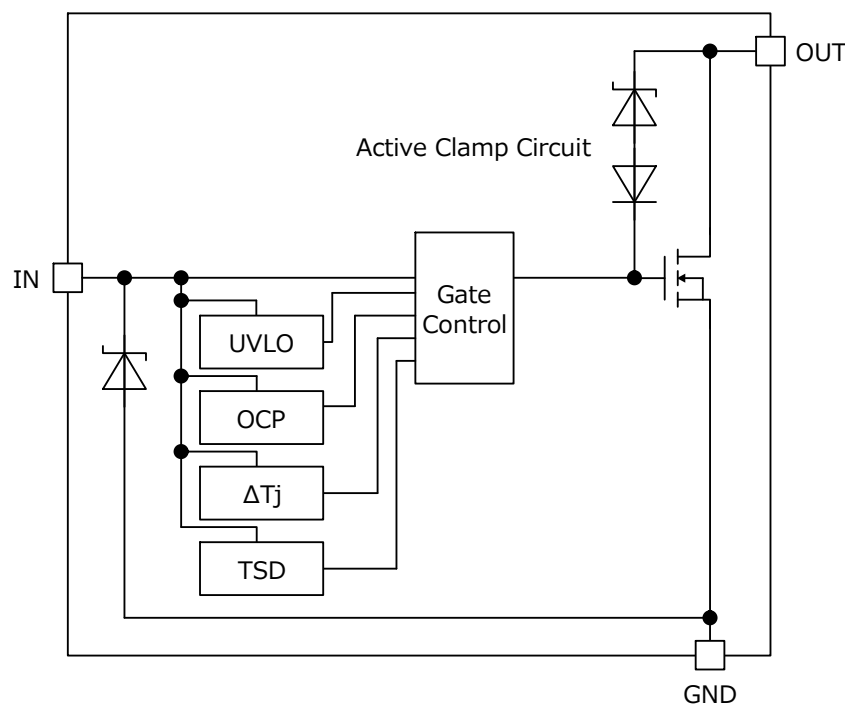 OUT
Active Clamp Circuit
IN
Gate
Control
UVLO
OCP
ΔTj
TSD
GND